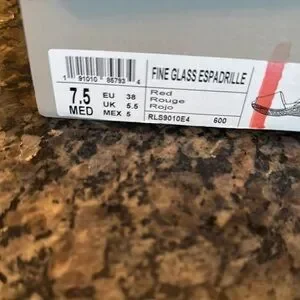 1 91010 85793 4
FINE GLASS ESPADRILLE
7.5 EU 38 Red
UK 5.5 Rouge
MED MEX 5 Rojo
RLS9010E4 600